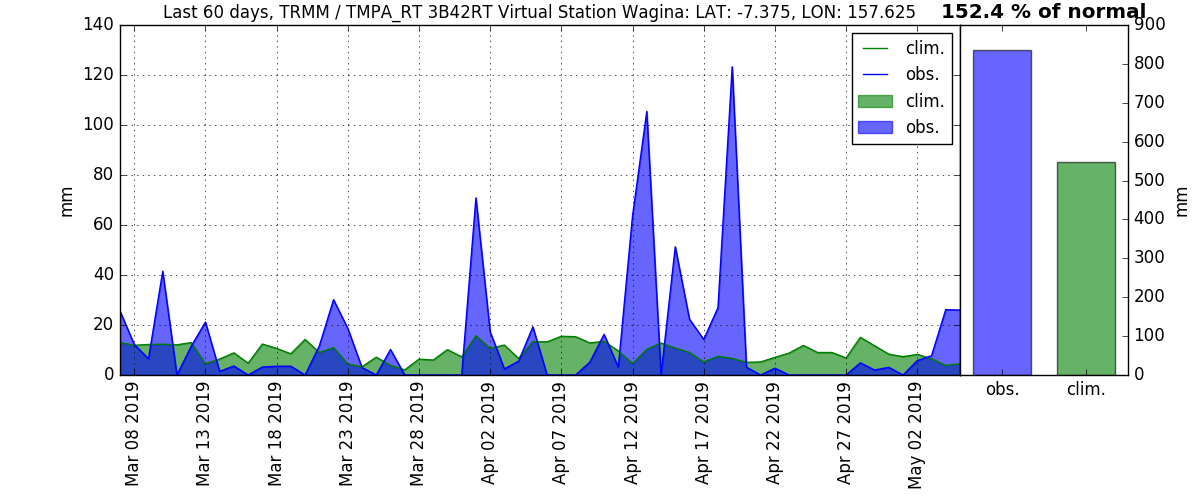 Last 60 days, TRMM / TMPA_RT 3B42RT Virtual Station Wagina: LAT: -7.375, LON: 157.625
152.4 % of normal
mm
140
120
100
80
60
40
20
0
clim.
obs.
clim.
obs.
Mar 08 2019
Mar 13 2019
Mar 18 2019
Mar 23 2019
Mar 28 2019
Apr 02 2019
Apr 07 2019
Apr 12 2019
Apr 17 2019
Apr 22 2019
Apr 27 2019
May 02 2019
obs.
clim.
900
800
700
600
500
400
300
200
100
0
mm